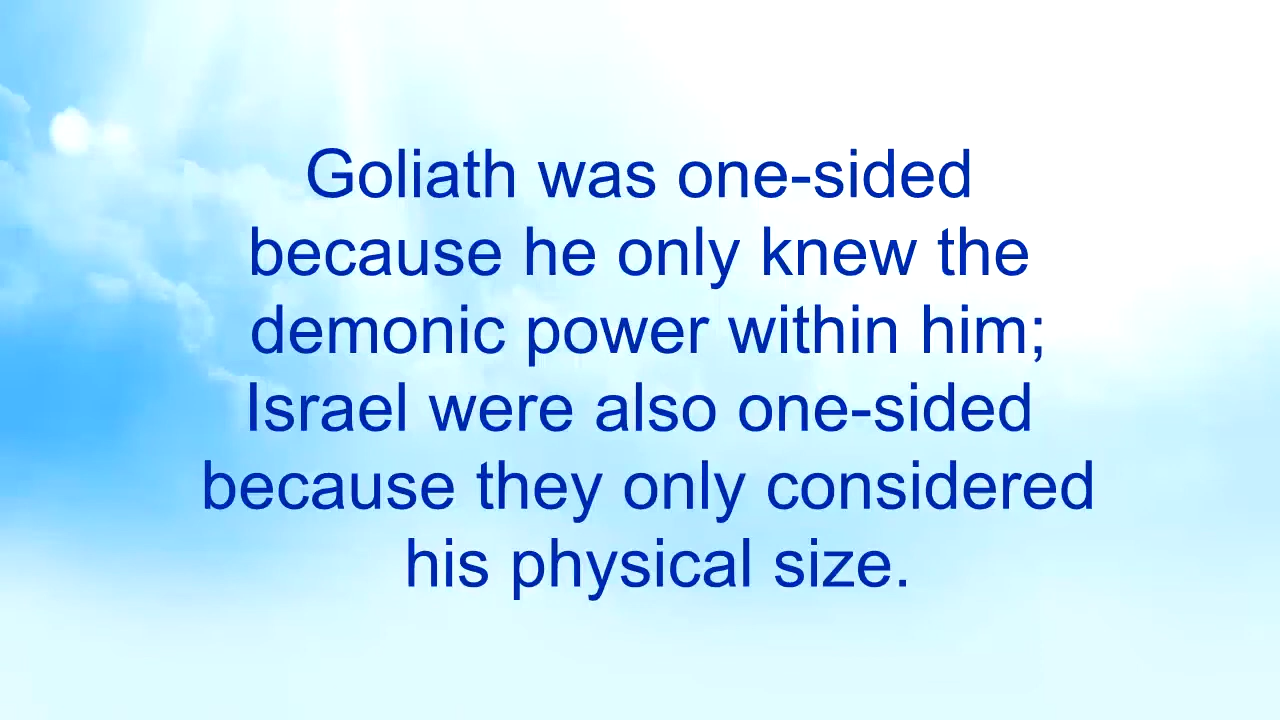 Goliath was one-sided
because he only knew the
demonic power within him;
Israel were also one-sided
because they only considered
his physical size.